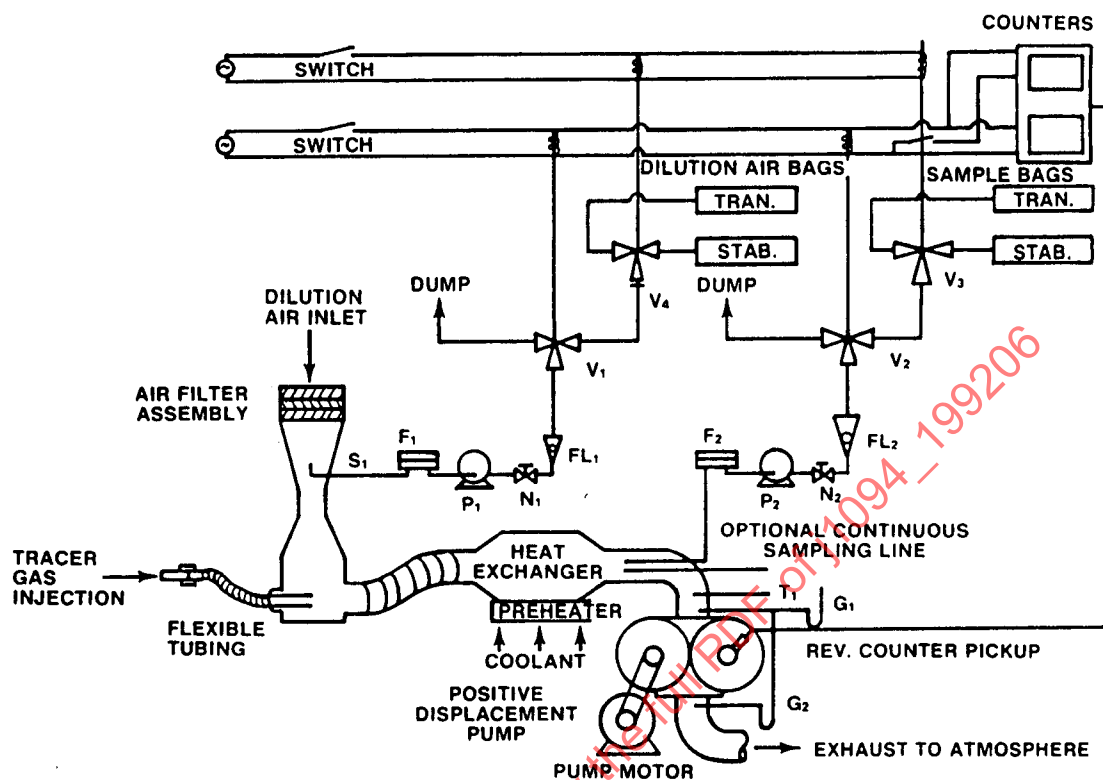 COUNTERS
SWITCH
SWITCH
DILUTION AIR BAGS
SAMPLE BAGS
TRAN.
TRAN.
STAB.
STAB.
DUMP
V4
DUMP
V3
DILUTION
AIR INLET
V1
V2
AIR FILTER
ASSEMBLY
F1
S1
FL1
P1
N1
F2
FL2
P2
N2
OPTIONAL CONTINUOUS
SAMPLING LINE
HEAT
EXCHANGER
TRACER
GAS
INJECTION
T1
G1
PREHEATER
FLEXIBLE
TUBING
COOLANT
REV. COUNTER PICKUP
POSITIVE
DISPLACEMENT
PUMP
G2
EXHAUST TO ATMOSPHERE
PUMP MOTOR
the full PDF of j1094_199206